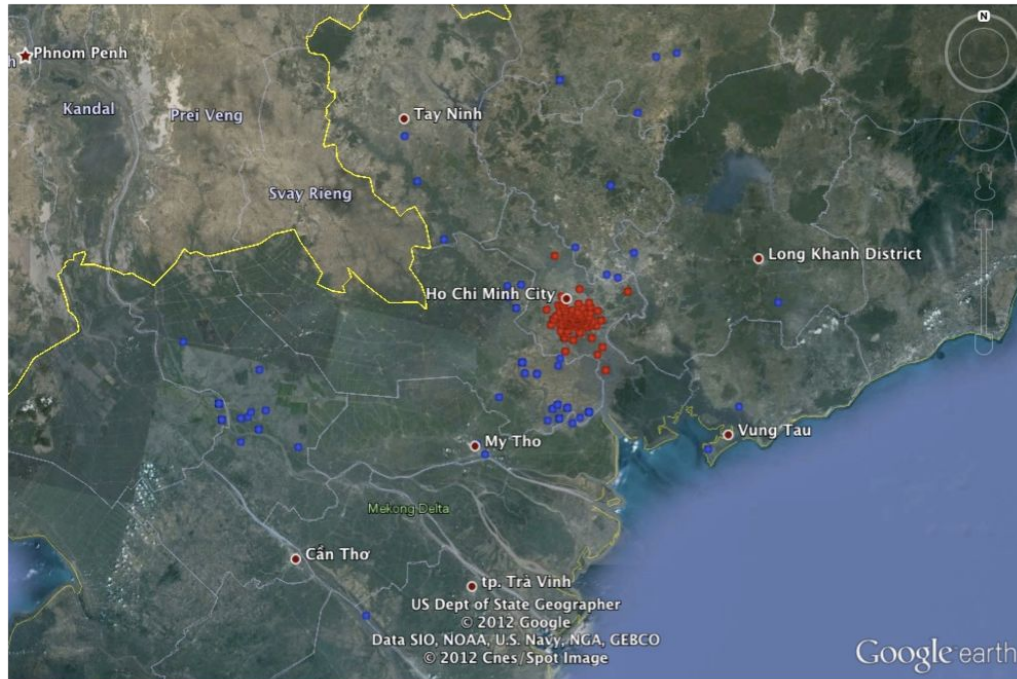 N
Phnom Penh
Kandal
Prei Veng
Tay Ninh
Svay Rieng
Long Khanh District
Ho Chi Minh City
Vung Tau
My Tho
Mekong Delta
Cần Thơ
tp. Trà Vinh
US Dept of State Geographer
© 2012 Google
Data SIO, NOAA, U.S. Navy, NGA, GEBCO
© 2012 Cnes/Spot Image
Google earth